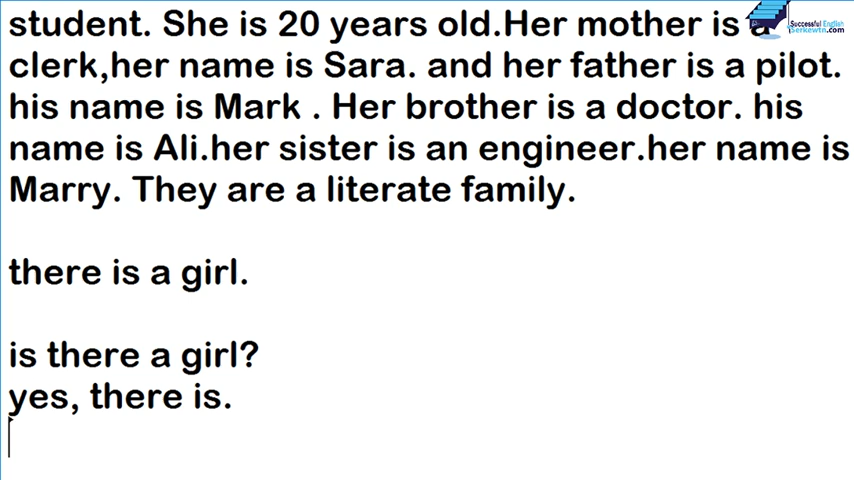 student. She is 20 years old.Her mother is a
clerk,her name is Sara. and her father is a pilot.
his name is Mark . Her brother is a doctor. his
name is Ali.her sister is an engineer.her name is
Marry. They are a literate family.
there is a girl.
is there a girl?
yes, there is.
Successful English
Serkewtn.com